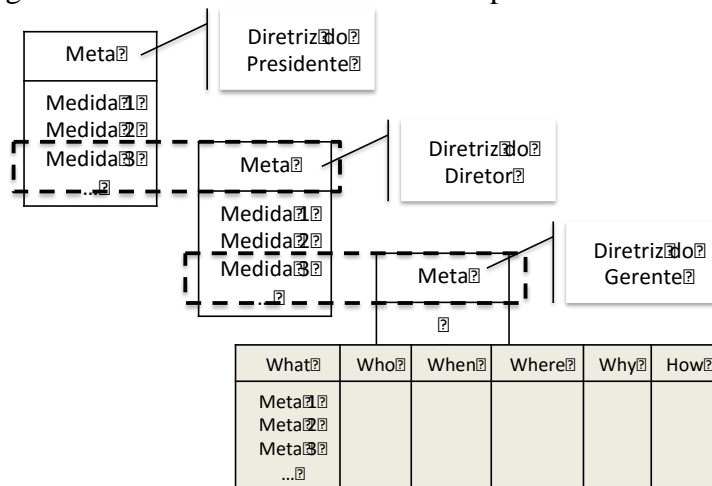 Meta
Diretriz do
Presidente
Medida 1
Medida 2
Medida 3
...
Meta
Diretriz do
Diretor
Medida 1
Medida 2
Medida 3
...
Meta
Diretriz do
Gerente
What Who When Where Why How
Meta 1
Meta 2
Meta 3
...